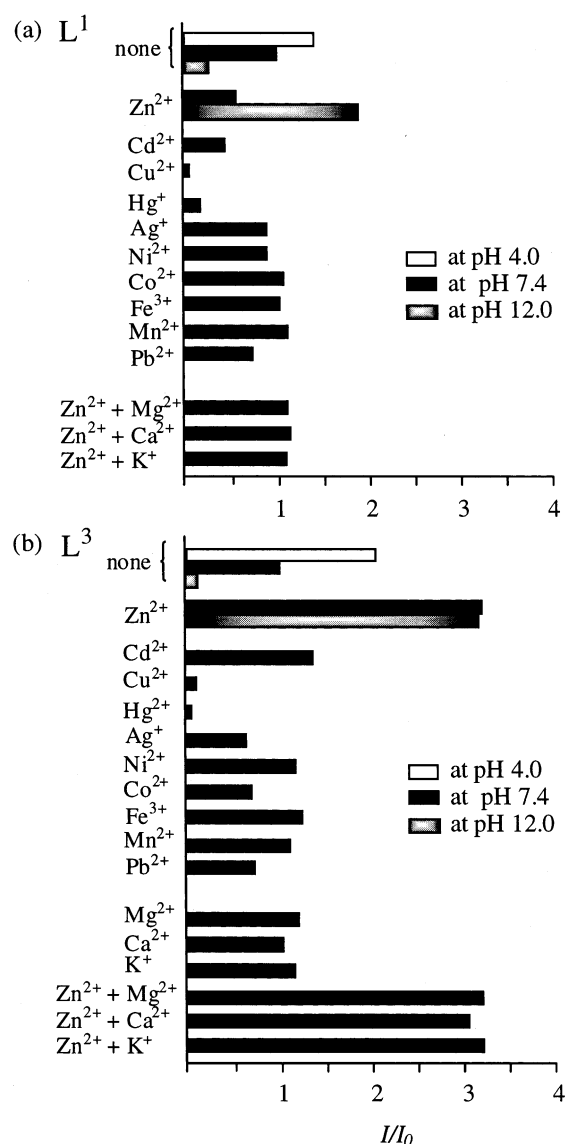 (a) L¹
none {
Zn²⁺
Cd²⁺
Cu²⁺
Hg⁺
Ag⁺
Ni²⁺
Co²⁺
Fe³⁺
Mn²⁺
Pb²⁺
Zn²⁺ + Mg²⁺
Zn²⁺ + Ca²⁺
Zn²⁺ + K⁺
at pH 4.0
at pH 7.4
at pH 12.0
1 2 3 4
(b) L³
none {
Zn²⁺
Cd²⁺
Cu²⁺
Hg²⁺
Ag⁺
Ni²⁺
Co²⁺
Fe³⁺
Mn²⁺
Pb²⁺
Mg²⁺
Ca²⁺
K⁺
Zn²⁺ + Mg²⁺
Zn²⁺ + Ca²⁺
Zn²⁺ + K⁺
at pH 4.0
at pH 7.4
at pH 12.0
1 2 3 4
I/I₀